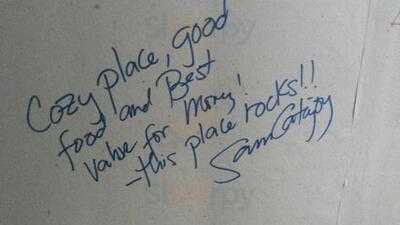 Cozy place, good
food and Best
value for money!
-this place rocks!!